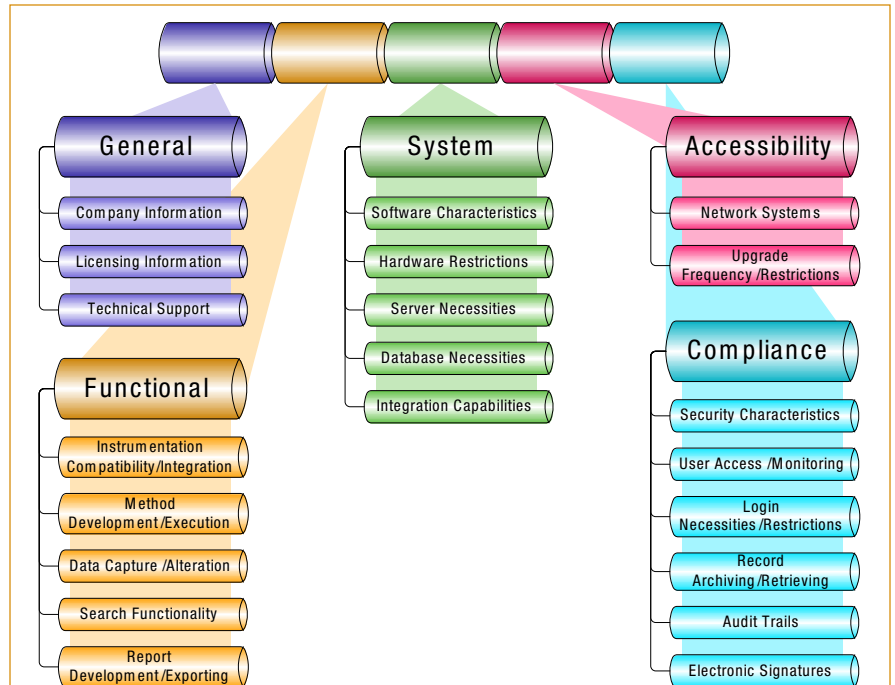 General
Company Information
Licensing Information
Technical Support
Functional
Instrumentation
Compatibility/Integration
Method
Development/Execution
Data Capture/Alteration
Search Functionality
Report
Development/Exporting
System
Software Characteristics
Hardware Restrictions
Server Necessities
Database Necessities
Integration Capabilities
Accessibility
Network Systems
Upgrade
Frequency/Restrictions
Compliance
Security Characteristics
User Access/Monitoring
Login
Necessities/Restrictions
Record
Archiving/Retrieving
Audit Trails
Electronic Signatures